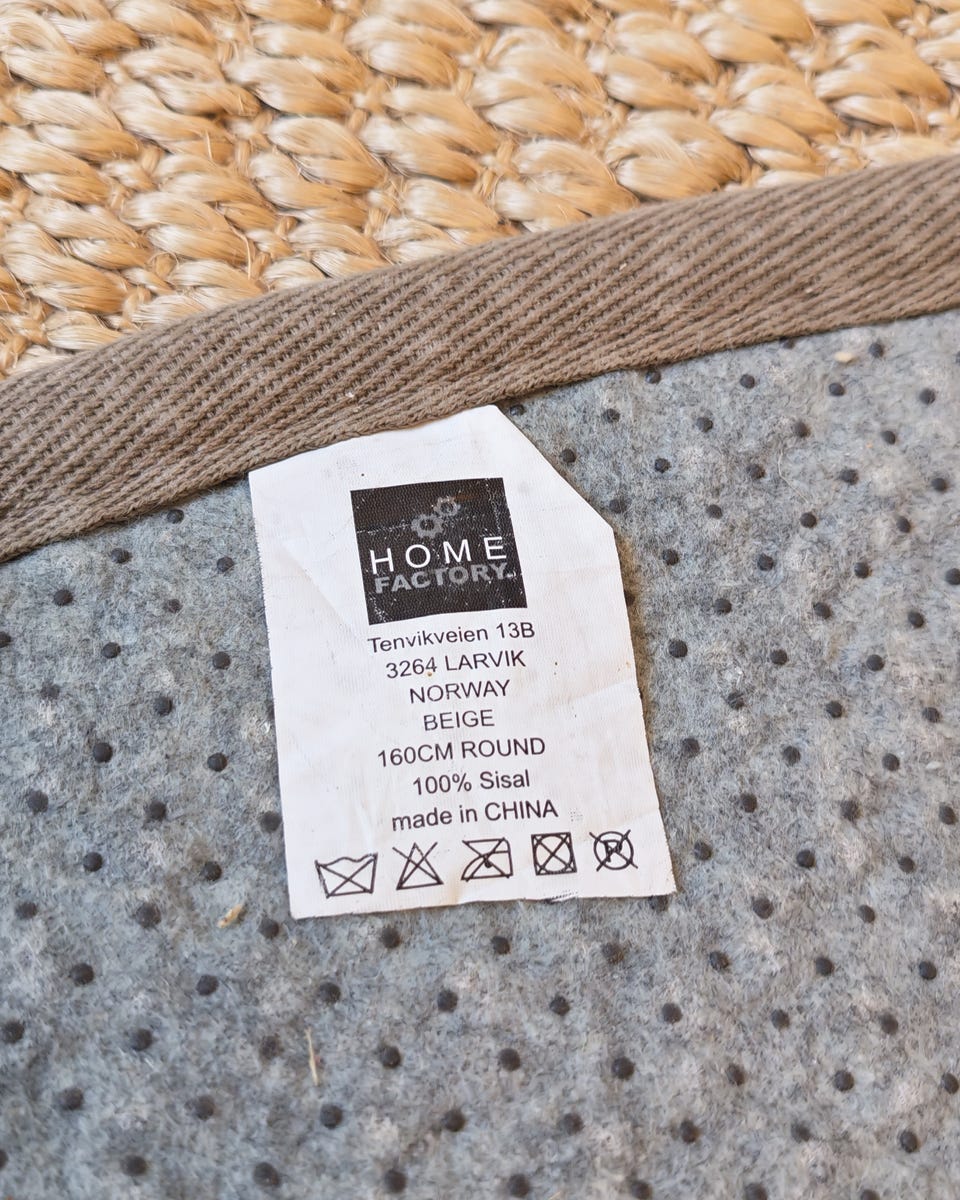 HOME
FACTORY
Tenvikveien 13B
3264 LARVIK
NORWAY
BEIGE
160CM ROUND
100% Sisal
made in CHINA
P